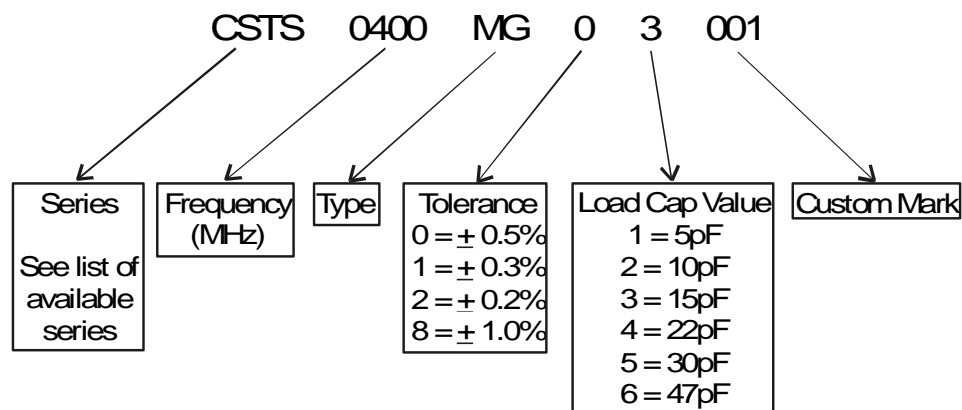 CSTS 0400 MG 0 3 001
Series
See list of
available
series
Frequency
(MHz)
Type
Tolerance
0 = ± 0.5%
1 = ± 0.3%
2 = ± 0.2%
8 = ± 1.0%
Load Cap Value
1 = 5pF
2 = 10pF
3 = 15pF
4 = 22pF
5 = 30pF
6 = 47pF
Custom Mark